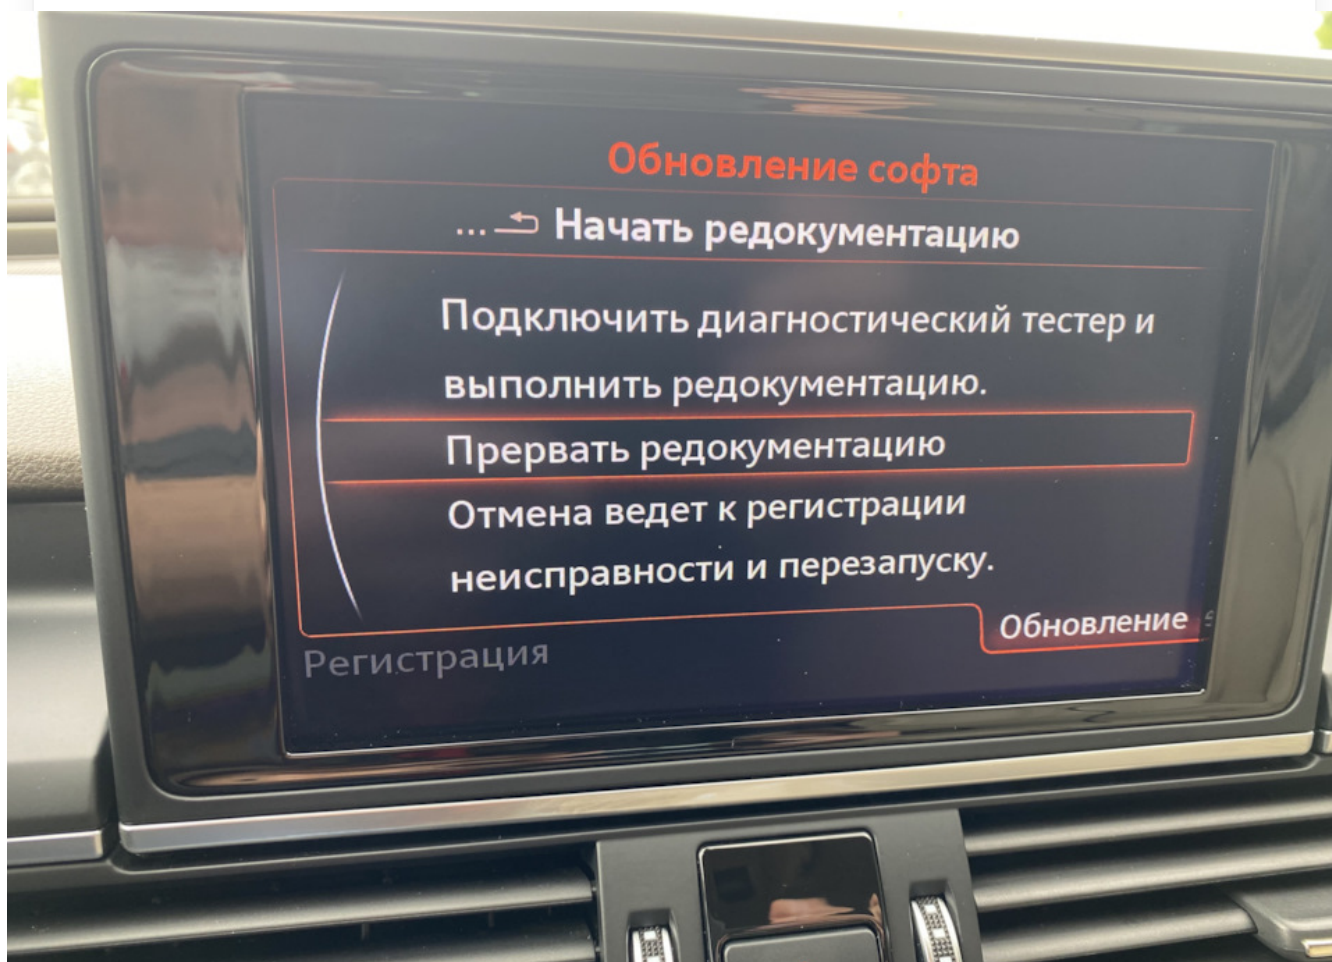 Обновление софта
... Начать редокументацию
Подключить диагностический тестер и
выполнить редокументацию.
Прервать редокументацию
Отмена ведет к регистрации
неисправности и перезапуску.
Обновление
Регистрация